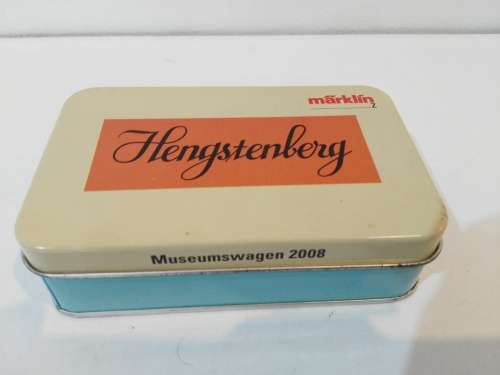 märklin
Z
Hengstenberg
Museumswagen 2008